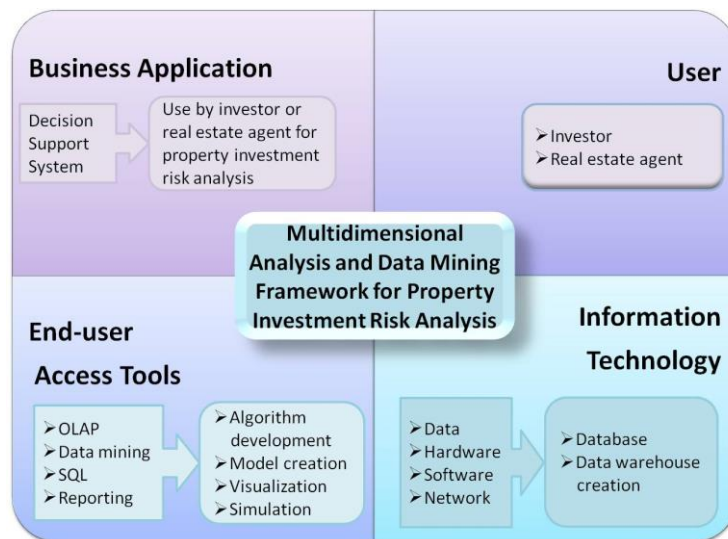 Business Application
Decision
Support
System
Use by investor or
real estate agent for
property investment
risk analysis
User
➢ Investor
➢ Real estate agent
Multidimensional
Analysis and Data Mining
Framework for Property
Investment Risk Analysis
End-user
Access Tools
➢ OLAP
➢ Data mining
➢ SQL
➢ Reporting
➢ Algorithm
development
➢ Model creation
➢ Visualization
➢ Simulation
Information
Technology
➢ Data
➢ Hardware
➢ Software
➢ Network
➢ Database
➢ Data warehouse
creation